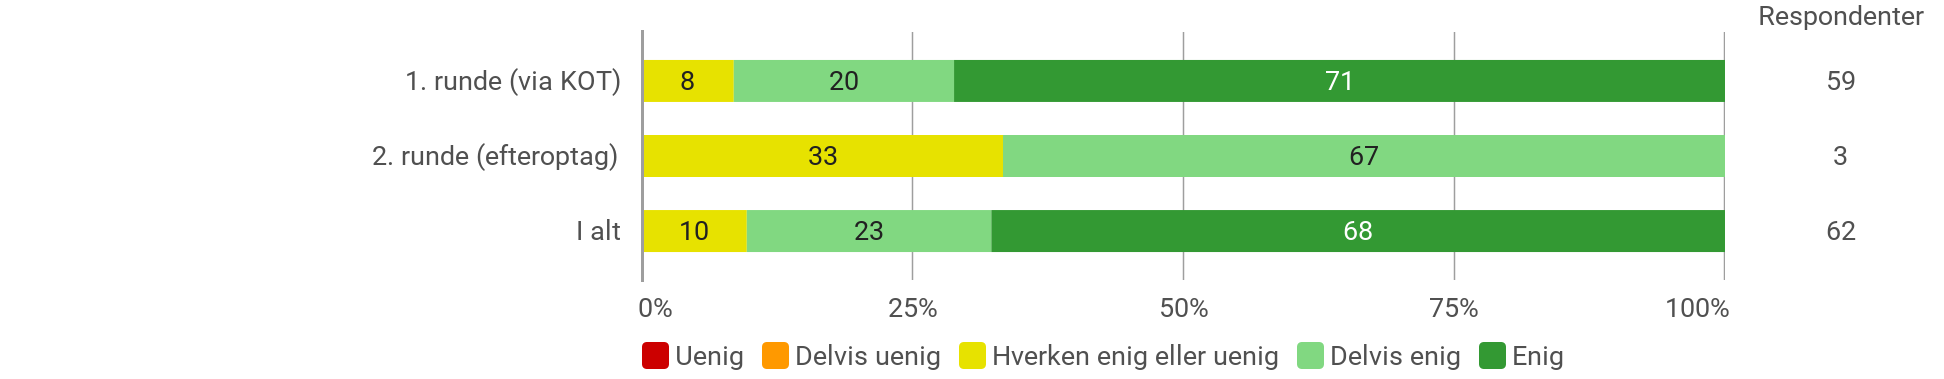 Respondenter
1. runde (via KOT) 8 20 71 59
2. runde (efteroptag) 33 67 3
I alt 10 23 68 62
0% 25% 50% 75% 100%
Uenig Delvis uenig Hverken enig eller uenig Delvis enig Enig